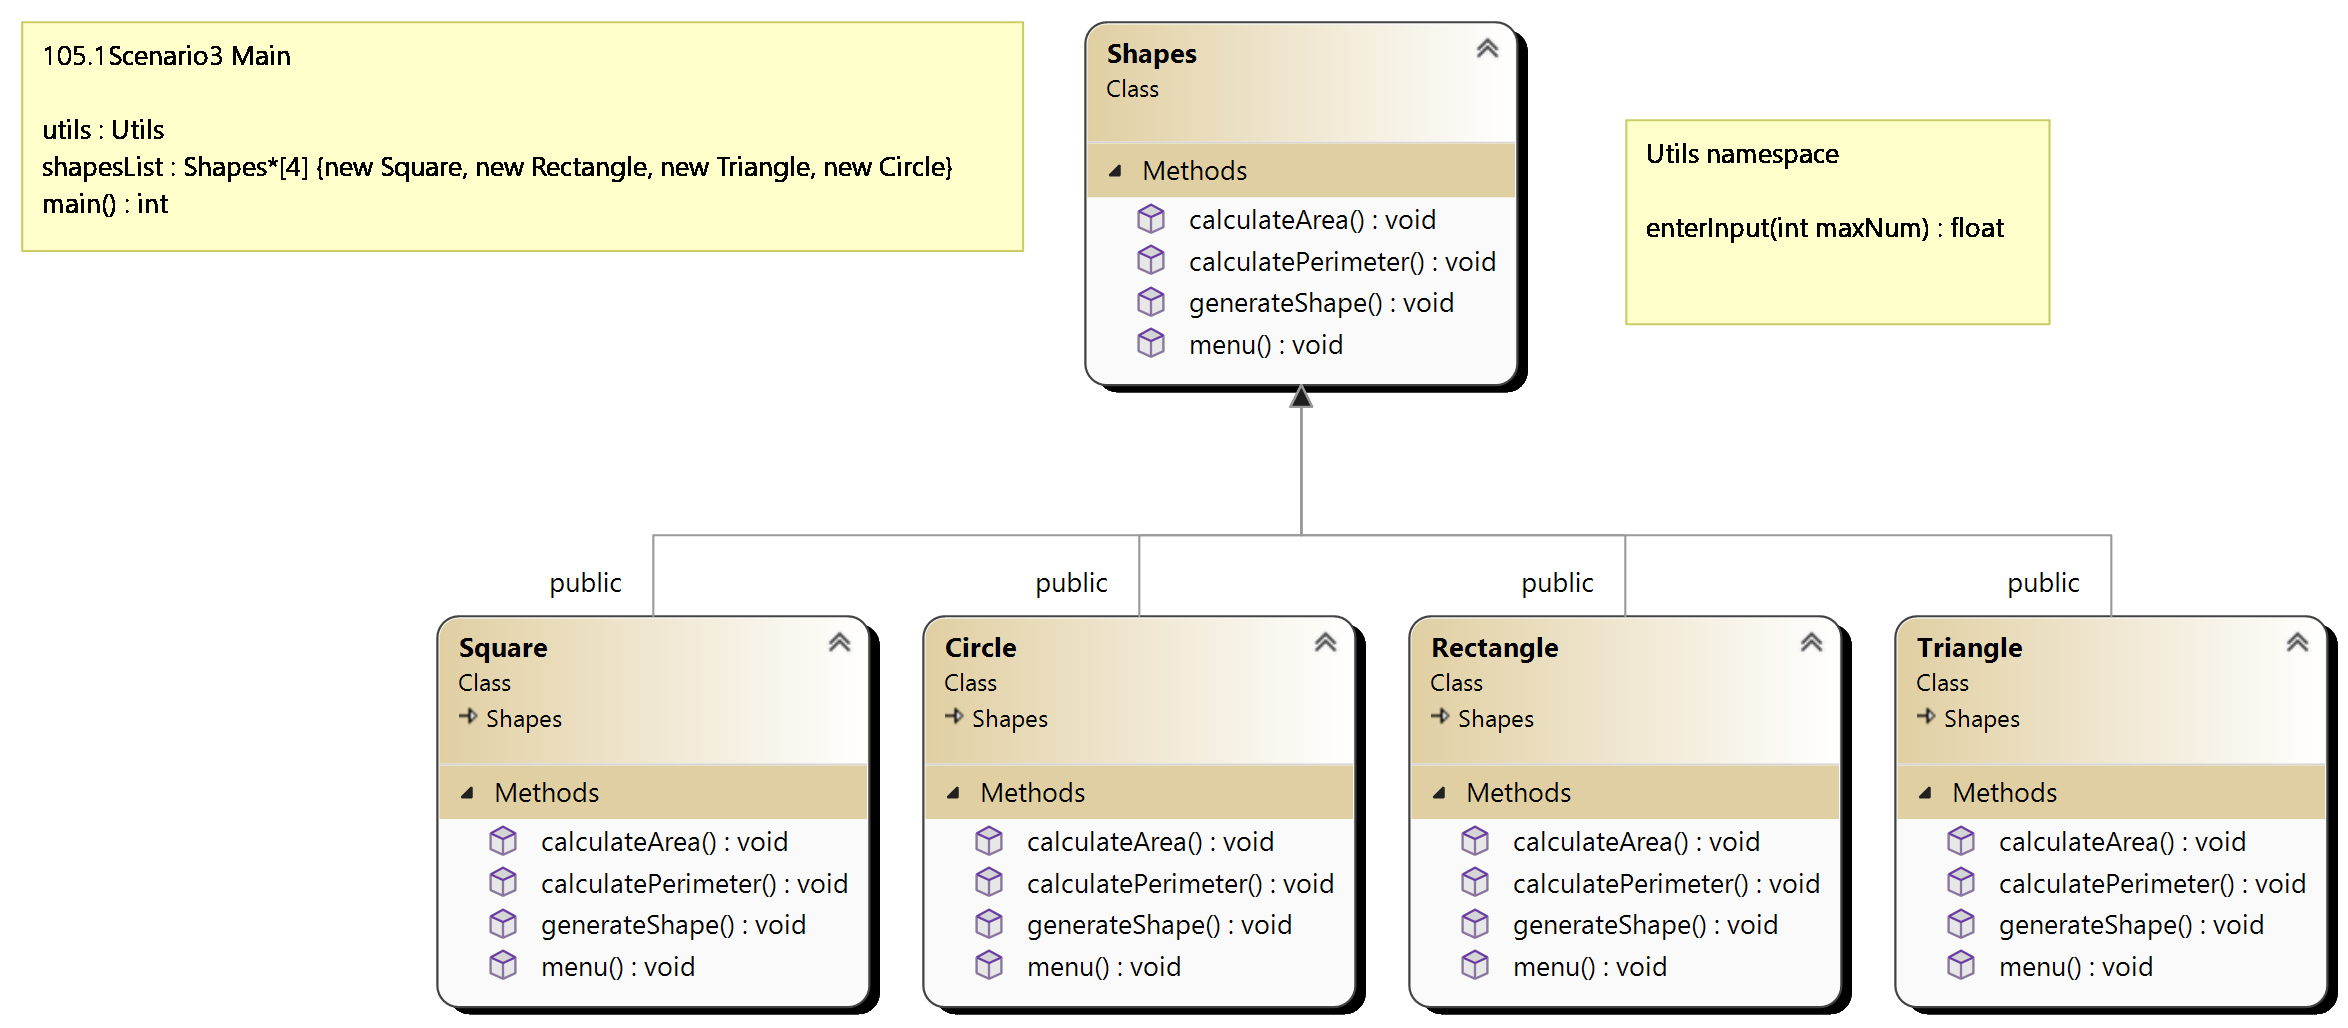 105.1Scenario3 Main
utils : Utils
shapesList : Shapes*[4] {new Square, new Rectangle, new Triangle, new Circle}
main() : int
Shapes
Class
Methods
calculateArea() : void
calculatePerimeter() : void
generateShape() : void
menu() : void
Utils namespace
enterInput(int maxNum) : float
public
public
public
public
Square
Class
Shapes
Methods
calculateArea() : void
calculatePerimeter() : void
generateShape() : void
menu() : void
Circle
Class
Shapes
Methods
calculateArea() : void
calculatePerimeter() : void
generateShape() : void
menu() : void
Rectangle
Class
Shapes
Methods
calculateArea() : void
calculatePerimeter() : void
generateShape() : void
menu() : void
Triangle
Class
Shapes
Methods
calculateArea() : void
calculatePerimeter() : void
generateShape() : void
menu() : void